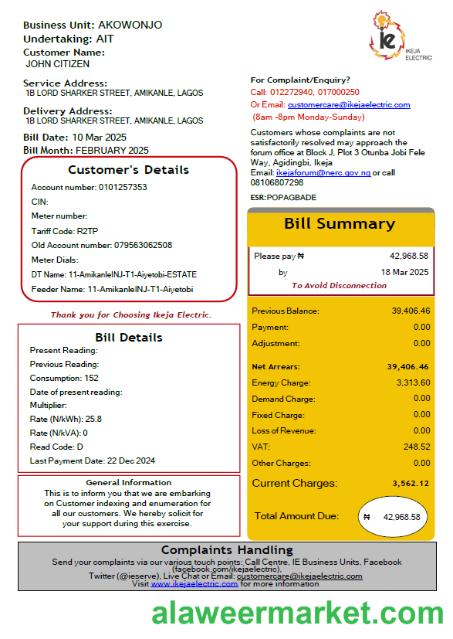 Business Unit: AKOWONJO
Undertaking: AIT
Customer Name:
JOHN CITIZEN
Service Address:
1B LORD SHARKER STREET, AMIKANLE, LAGOS
Delivery Address:
1B LORD SHARKER STREET, AMIKANLE, LAGOS
Bill Date: 10 Mar 2025
Bill Month: FEBRUARY 2025
ie IKEJA
ELECTRIC
For Complaint/Enquiry?
Call: 012272940, 017000250
Or Email: customercare@ikejaelectric.com
(8am -8pm Monday-Sunday)
Customers whose complaints are not
satisfactorily resolved may approach the
forum office at Block J, Plot 3 Otunba Jobi Fele
Way, Agidingbi, Ikeja
Email: ikejaforum@nerc.gov.ng or call
08106807298
ESR:POPAGBADE
Customer's Details
Account number: 0101257353
CIN:
Meter number:
Tariff Code: R2TP
Old Account number: 079563062508
Meter Dials:
DT Name: 11-AmikanleINJ-T1-Aiyetobi-ESTATE
Feeder Name: 11-AmikanleINJ-T1-Aiyetobi
Thank you for Choosing Ikeja Electric.
Bill Details
Present Reading:
Previous Reading:
Consumption: 152
Date of present reading:
Multiplier:
Rate (N/kWh): 25.8
Rate (N/kVA): 0
Read Code: D
Last Payment Date: 22 Dec 2024
General Information
This is to inform you that we are embarking
on Customer indexing and enumeration for
all our customers. We hereby solicit for
your support during this exercise.
Bill Summary
Please pay ₦ 42,968.58
by 18 Mar 2025
To Avoid Disconnection
Previous Balance: 39,406.46
Payment: 0.00
Adjustment: 0.00
Net Arrears: 39,406.46
Energy Charge: 3,313.60
Demand Charge: 0.00
Fixed Charge: 0.00
Loss of Revenue: 0.00
VAT: 248.52
Other Charges: 0.00
Current Charges: 3,562.12
Total Amount Due: ₦ 42,968.58
Complaints Handling
Send your complaints via our various touch points: Call Centre, IE Business Units, Facebook
(facebook.com/ikejaelectric),
Twitter (@ieserve), Live Chat or Email: customercare@ikejaelectric.com
Visit www.ikejaelectric.com for more information
alaweermarket.com